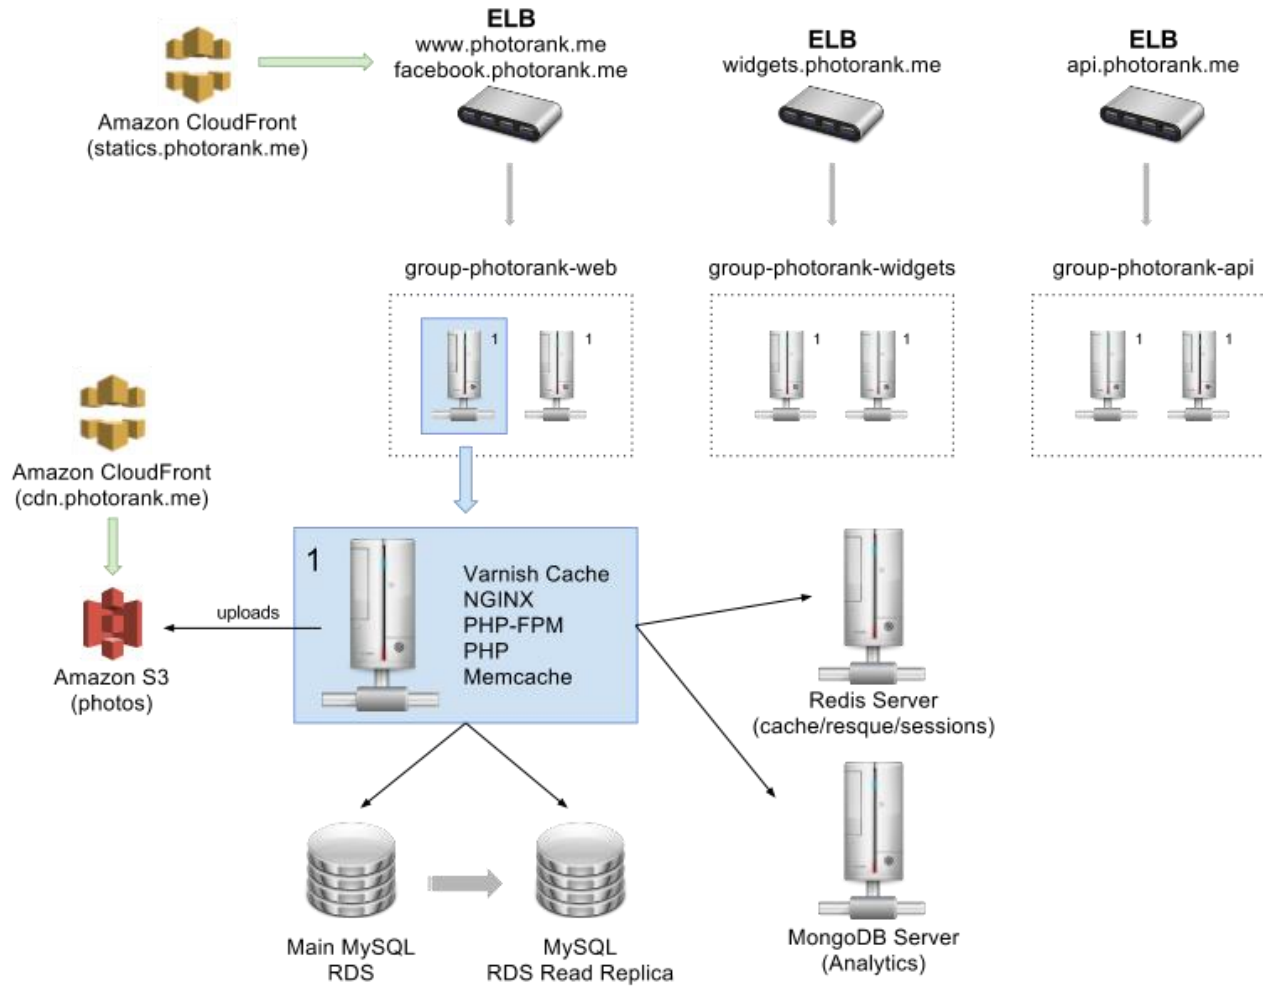 ELB
www.photorank.me
facebook.photorank.me
ELB
widgets.photorank.me
ELB
api.photorank.me
Amazon CloudFront
(statics.photorank.me)
group-photorank-web
group-photorank-widgets
group-photorank-api
1
1
1
1
1
1
Amazon CloudFront
(cdn.photorank.me)
1
Varnish Cache
NGINX
PHP-FPM
PHP
Memcache
uploads
Amazon S3
(photos)
Redis Server
(cache/resque/sessions)
Main MySQL
RDS
MySQL
RDS Read Replica
MongoDB Server
(Analytics)